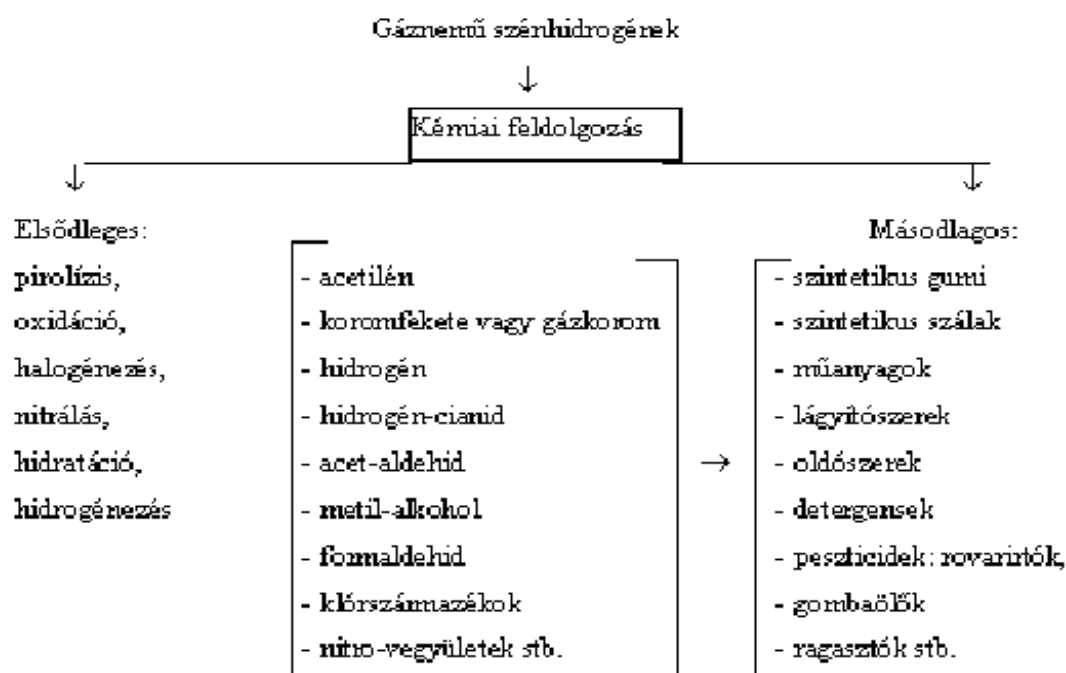 Gáznemű szénhidrogének
↓
Kémiai feldolgozás
↓ ↓
Elsődleges:
pirolízis,
oxidáció,
halogénezés,
nitrálás,
hidratáció,
hidrogénezés
- acetilén
- koromfekete vagy gázkorom
- hidrogén
- hidrogén-cianid
- acet-aldehid
- metil-alkohol
- formaldehid
- klórszármazékok
- nitro-vegyületek stb.
→
Másodlagos:
- szintetikus gumi
- szintetikus szálak
- műanyagok
- lágyítószerek
- oldószerek
- detergensek
- peszticidek: rovarirtók,
- gombaölők
- ragasztók stb.